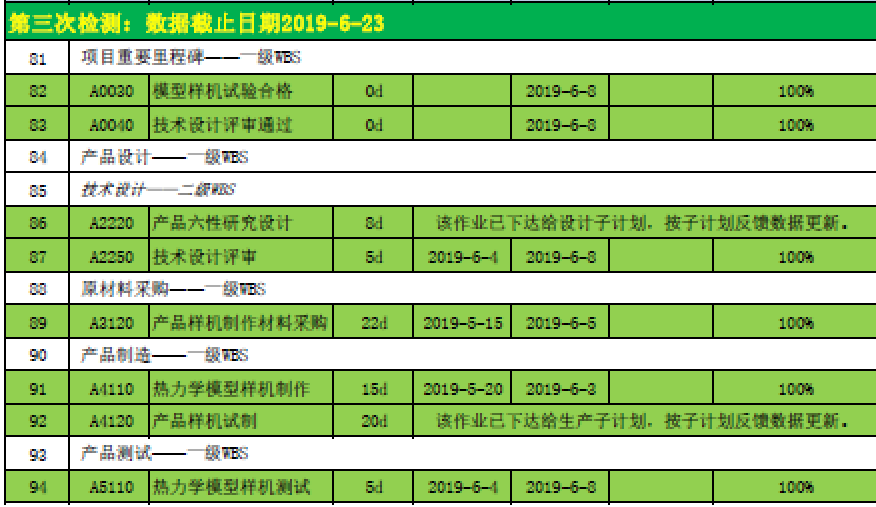 第三次检测：数据截止日期2019-6-23
81 项目重要里程碑——一级WBS
82 A0030 模型样机试验合格 0d 2019-6-8 100%
83 A0040 技术设计评审通过 0d 2019-6-8 100%
84 产品设计——一级WBS
85 技术设计——二级WBS
86 A2220 产品六性研究设计 8d 该作业已下达给设计子计划，按子计划反馈数据更新。
87 A2250 技术设计评审 5d 2019-6-4 2019-6-8 100%
88 原材料采购——一级WBS
89 A3120 产品样机制作材料采购 22d 2019-5-15 2019-6-5 100%
90 产品制造——一级WBS
91 A4110 热力学模型样机制作 15d 2019-5-20 2019-6-3 100%
92 A4120 产品样机试制 20d 该作业已下达给生产子计划，按子计划反馈数据更新。
93 产品测试——一级WBS
94 A5110 热力学模型样机测试 5d 2019-6-4 2019-6-8 100%